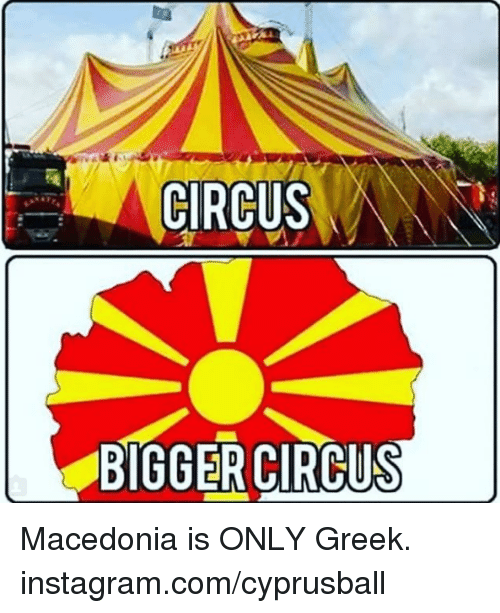 CIRCUS
BIGGER CIRCUS
Macedonia is ONLY Greek.
instagram.com/cyprusball